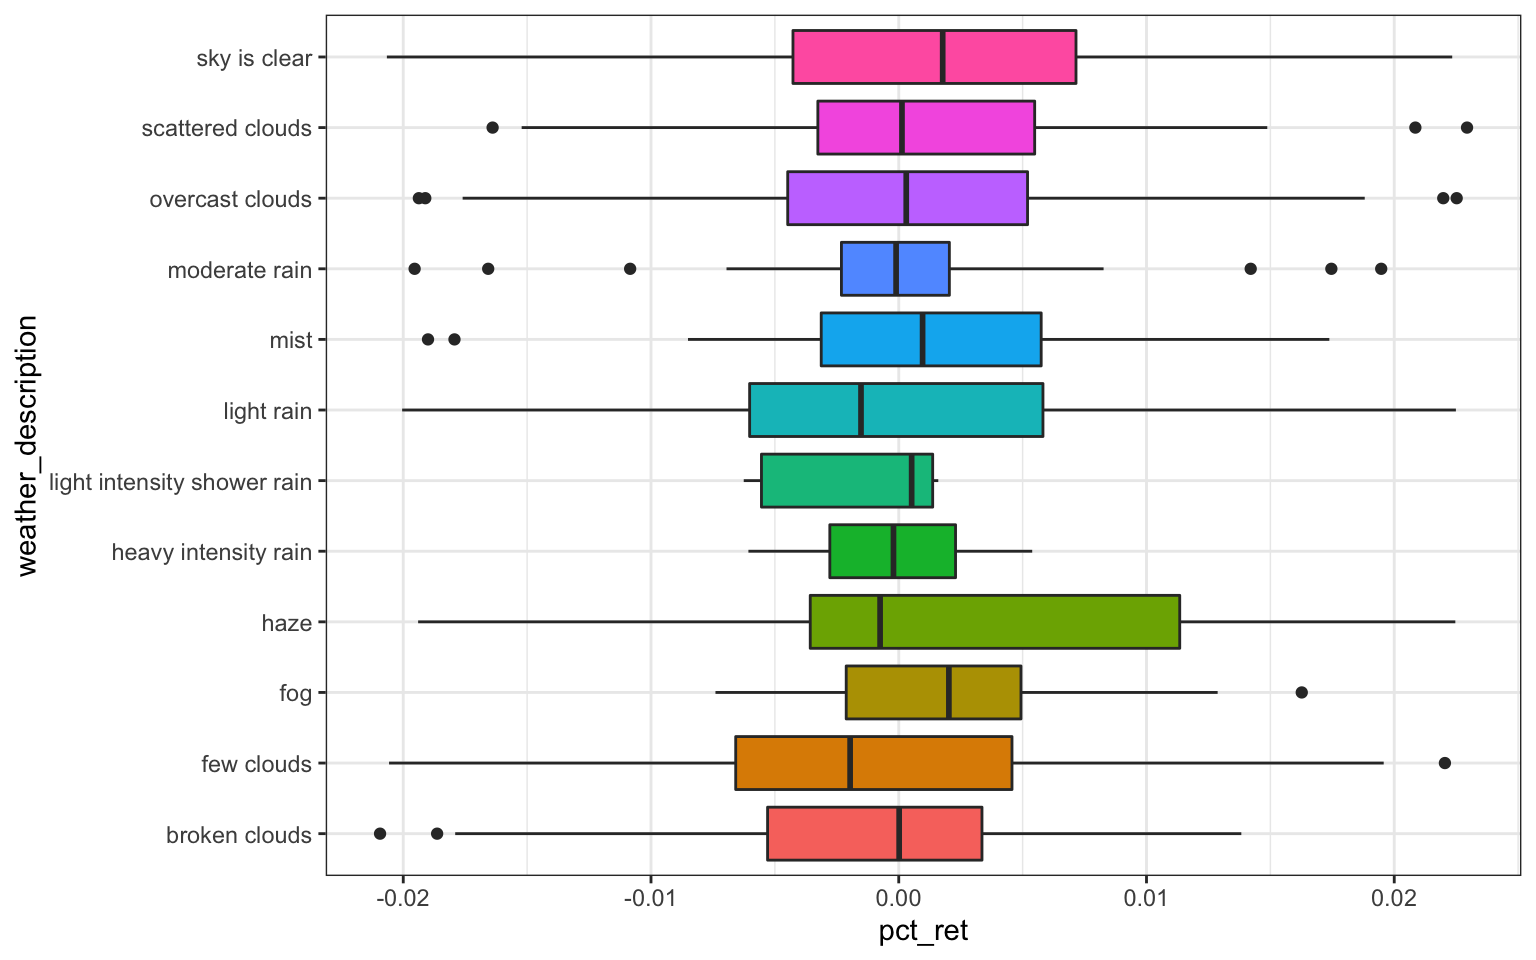 weather_description
sky is clear
scattered clouds
overcast clouds
moderate rain
mist
light rain
light intensity shower rain
heavy intensity rain
haze
fog
few clouds
broken clouds
-0.02 -0.01 0.00 0.01 0.02
pct_ret